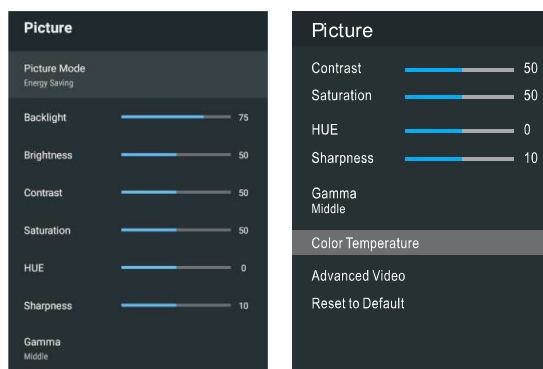 Picture
Picture Mode
Energy Saving
Backlight 75
Brightness 50
Contrast 50
Saturation 50
HUE 0
Sharpness 10
Gamma
Middle
Picture
Contrast 50
Saturation 50
HUE 0
Sharpness 10
Gamma
Middle
Color Temperature
Advanced Video
Reset to Default